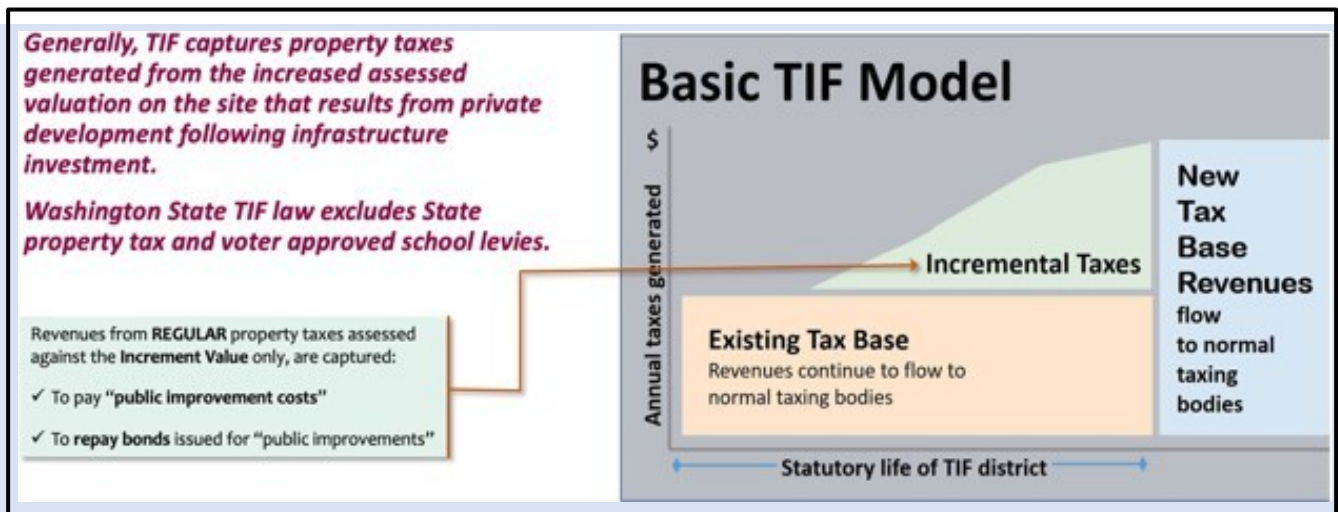 Generally, TIF captures property taxes
generated from the increased assessed
valuation on the site that results from private
development following infrastructure
investment.
Washington State TIF law excludes State
property tax and voter approved school levies.
Revenues from REGULAR property taxes assessed
against the Increment Value only, are captured:
✓ To pay “public improvement costs”
✓ To repay bonds issued for “public improvements”
Basic TIF Model
$
Annual taxes generated
Incremental Taxes
Existing Tax Base
Revenues continue to flow to
normal taxing bodies
Statutory life of TIF district
New
Tax
Base
Revenues
flow
to normal
taxing
bodies